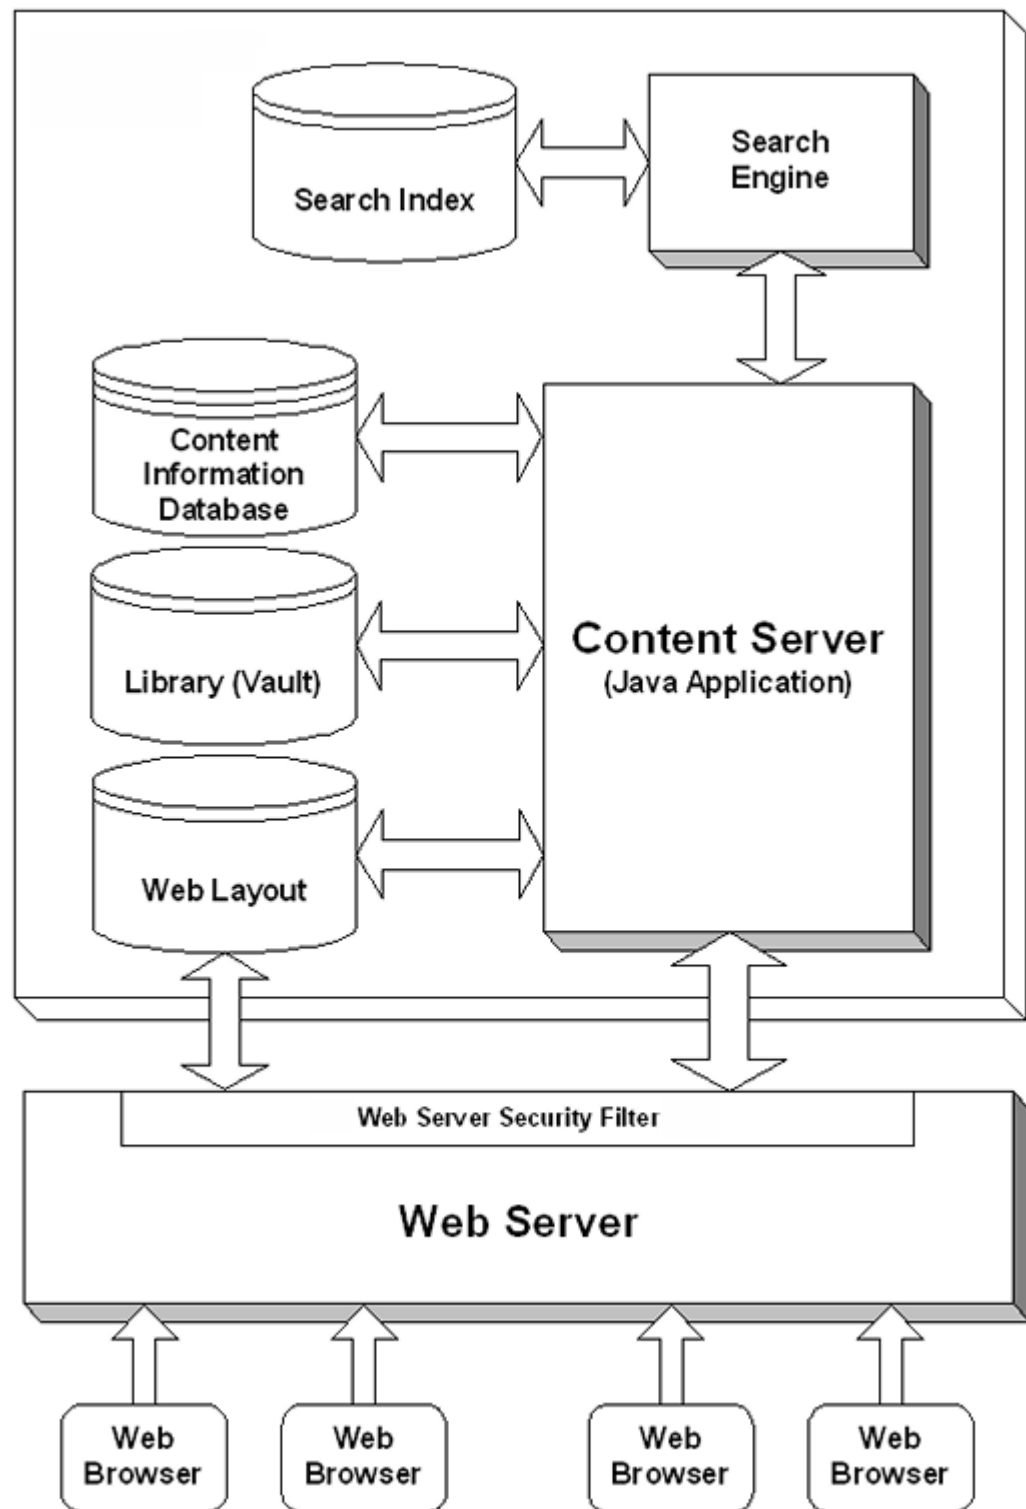 Search Index
Search
Engine
Content
Information
Database
Library (Vault)
Content Server
(Java Application)
Web Layout
Web Server Security Filter
Web Server
Web
Browser
Web
Browser
Web
Browser
Web
Browser